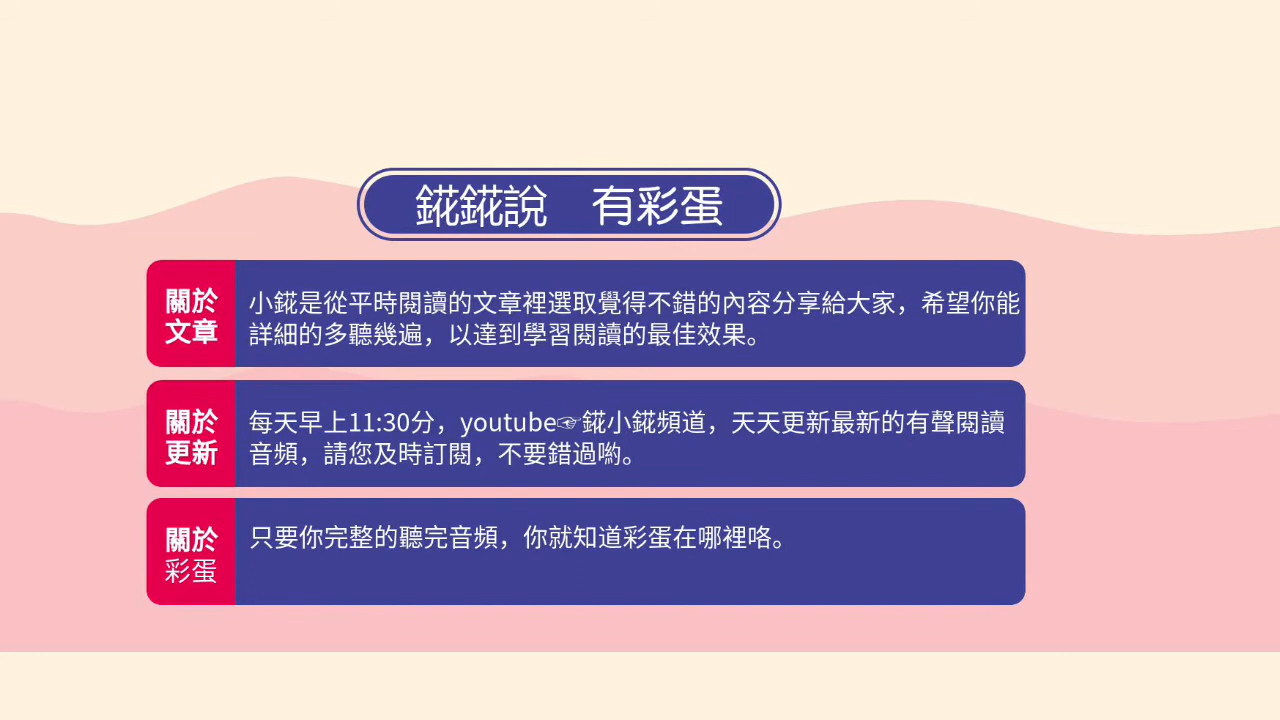 錵錵說　有彩蛋
關於
文章
小錵是從平時閱讀的文章裡選取覺得不錯的內容分享給大家，希望你能
詳細的多聽幾遍，以達到學習閱讀的最佳效果。
關於
更新
每天早上11:30分，youtube☞錵小錵頻道，天天更新最新的有聲閱讀
音頻，請您及時訂閱，不要錯過喲。
關於
彩蛋
只要你完整的聽完音頻，你就知道彩蛋在哪裡咯。